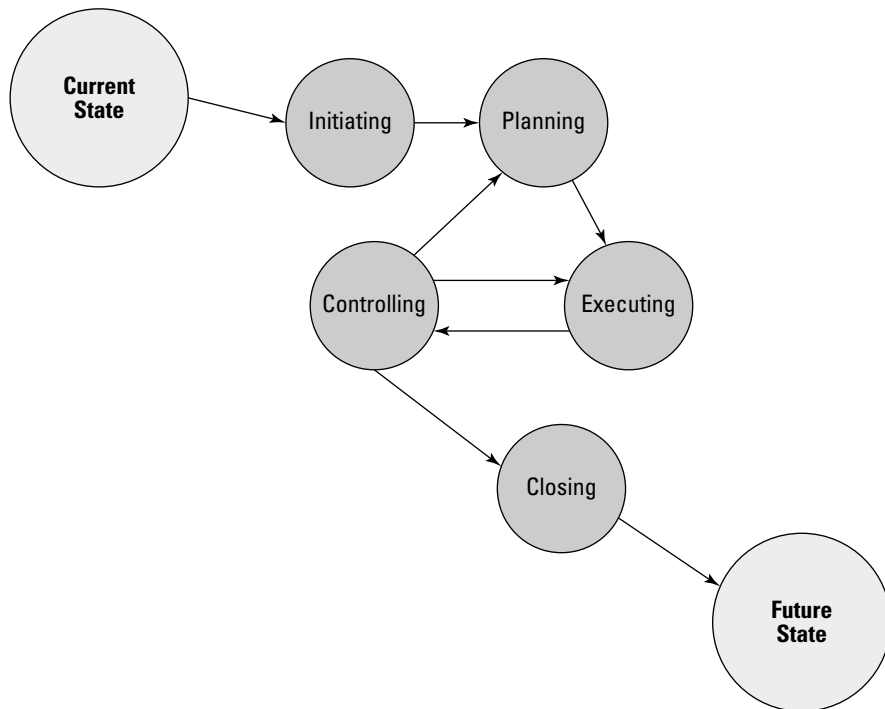 Current
State
Initiating
Planning
Controlling
Executing
Closing
Future
State